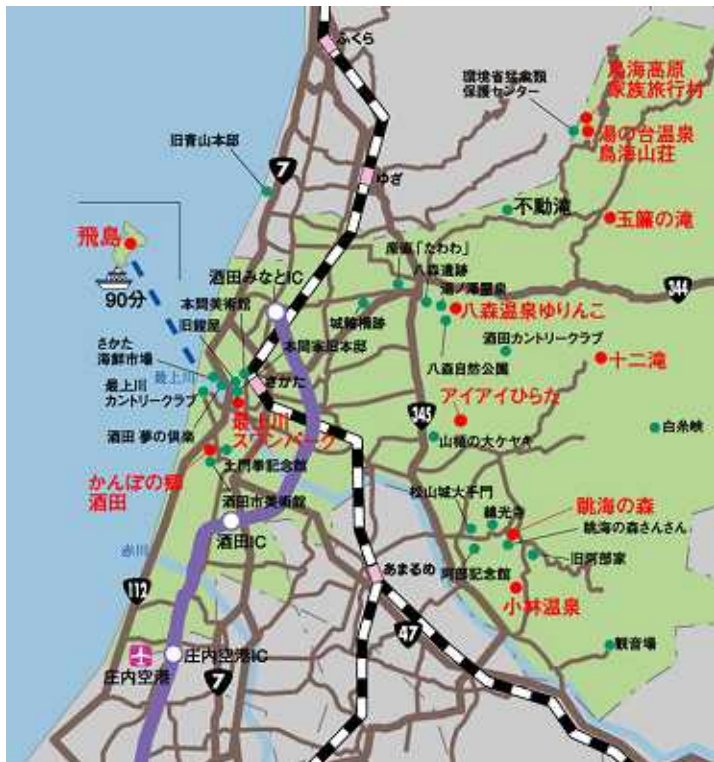 ふくら
環境省猛禽類
保護センター
鳥海高原
家族旅行村
湯の台温泉
鳥海山荘
旧青山本邸
7
ゆざ
不動滝
玉簾の滝
飛島
90分
酒田みなとIC
産直「たわわ」
八森遺跡
湯ノ澤温泉
344
本間美術館
旧鐙屋
城輪柵跡
八森温泉ゆりんこ
本間家旧本邸
酒田カントリークラブ
さかた
海鮮市場
最上川
さかた
八森自然公園
十二滝
最上川
カントリークラブ
アイアイひらた
345
最上川
スワンパーク
白糸峡
酒田 夢の倶楽
山楯の大ケヤキ
土門拳記念館
かんぽの郷
酒田
松山城大手門
總光寺
眺海の森
酒田市美術館
眺海の森さんさん
酒田IC
赤川
旧阿部家
阿部記念館
あまるめ
112
小林温泉
47
観音場
庄内空港IC
庄内空港
7